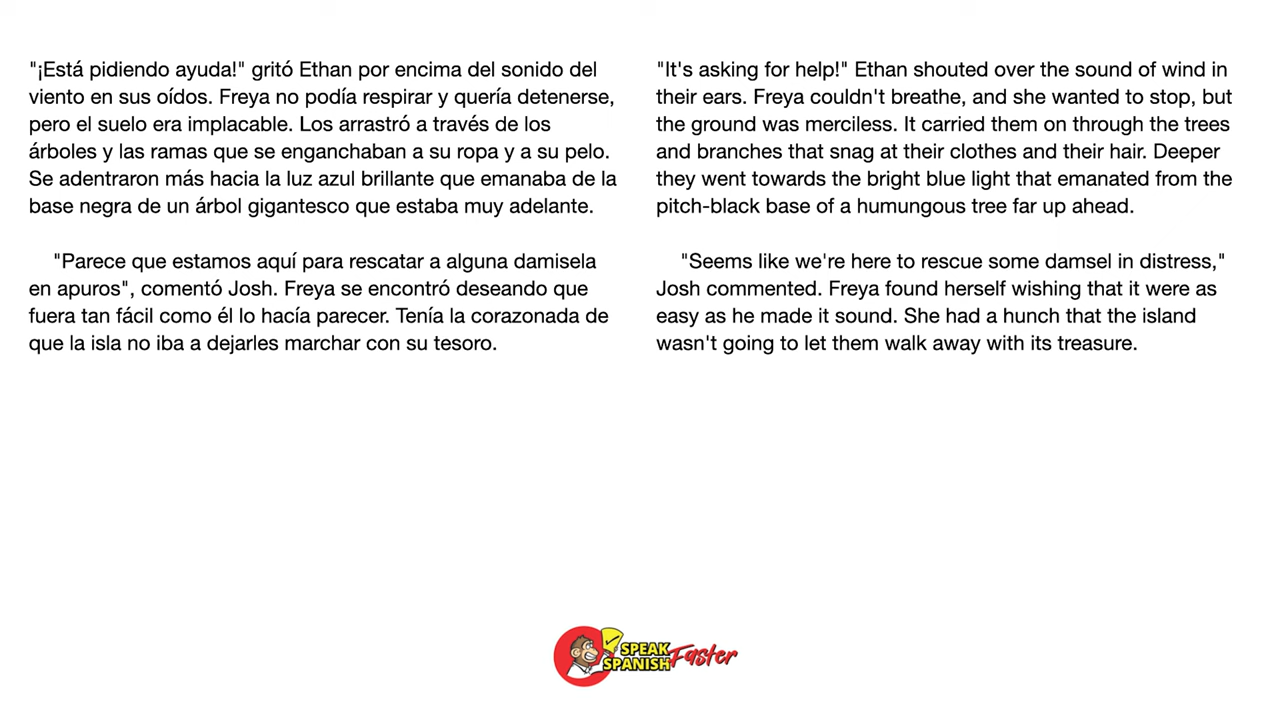 "¡Está pidiendo ayuda!" gritó Ethan por encima del sonido del
viento en sus oídos. Freya no podía respirar y quería detenerse,
pero el suelo era implacable. Los arrastró a través de los
árboles y las ramas que se enganchaban a su ropa y a su pelo.
Se adentraron más hacia la luz azul brillante que emanaba de la
base negra de un árbol gigantesco que estaba muy adelante.
"Parece que estamos aquí para rescatar a alguna damisela
en apuros", comentó Josh. Freya se encontró deseando que
fuera tan fácil como él lo hacía parecer. Tenía la corazonada de
que la isla no iba a dejarles marchar con su tesoro.
"It's asking for help!" Ethan shouted over the sound of wind in
their ears. Freya couldn't breathe, and she wanted to stop, but
the ground was merciless. It carried them on through the trees
and branches that snag at their clothes and their hair. Deeper
they went towards the bright blue light that emanated from the
pitch-black base of a humungous tree far up ahead.
"Seems like we're here to rescue some damsel in distress,"
Josh commented. Freya found herself wishing that it were as
easy as he made it sound. She had a hunch that the island
wasn't going to let them walk away with its treasure.
SPEAK
SPANISH Faster